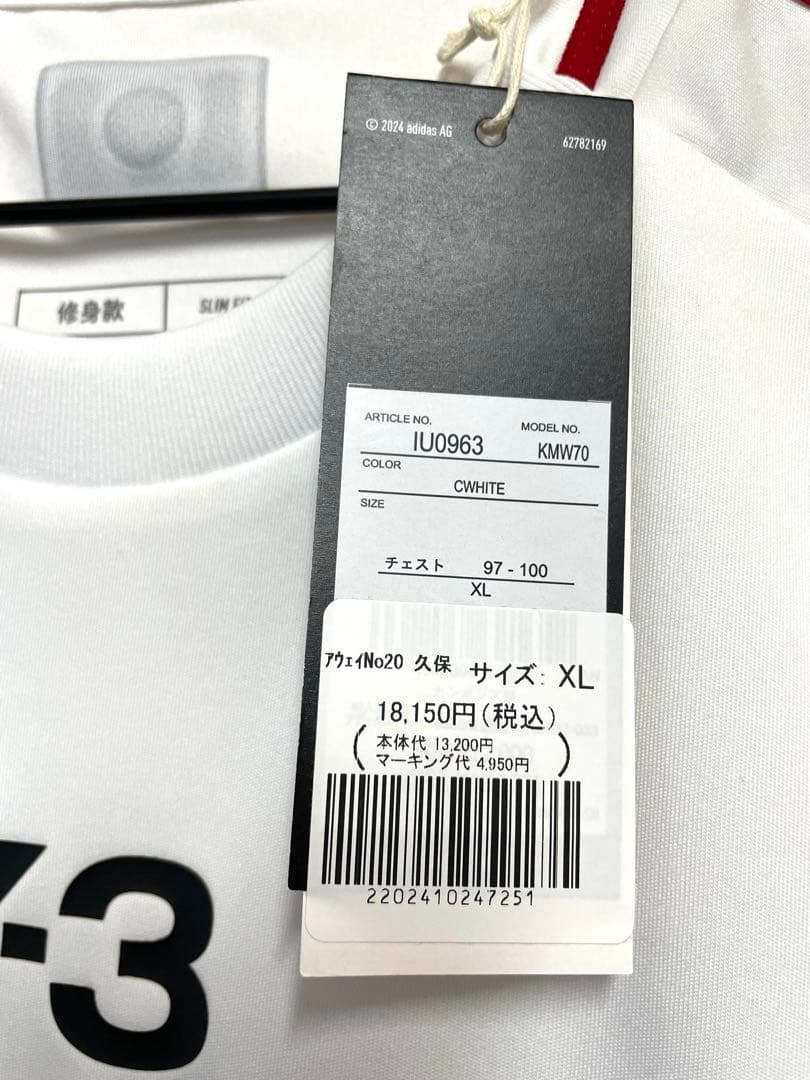 © 2024 adidas AG
62782169
修身款
SLIM FIT
ARTICLE NO.
MODEL NO.
IU0963
KMW70
COLOR
CWHITE
SIZE
チェスト 97 - 100
XL
ｱｳｪｲNo20 久保 サイズ: XL
18,150円(税込)
(本体代 13,200円
マーキング代 4,950円)
2202410247251
-3